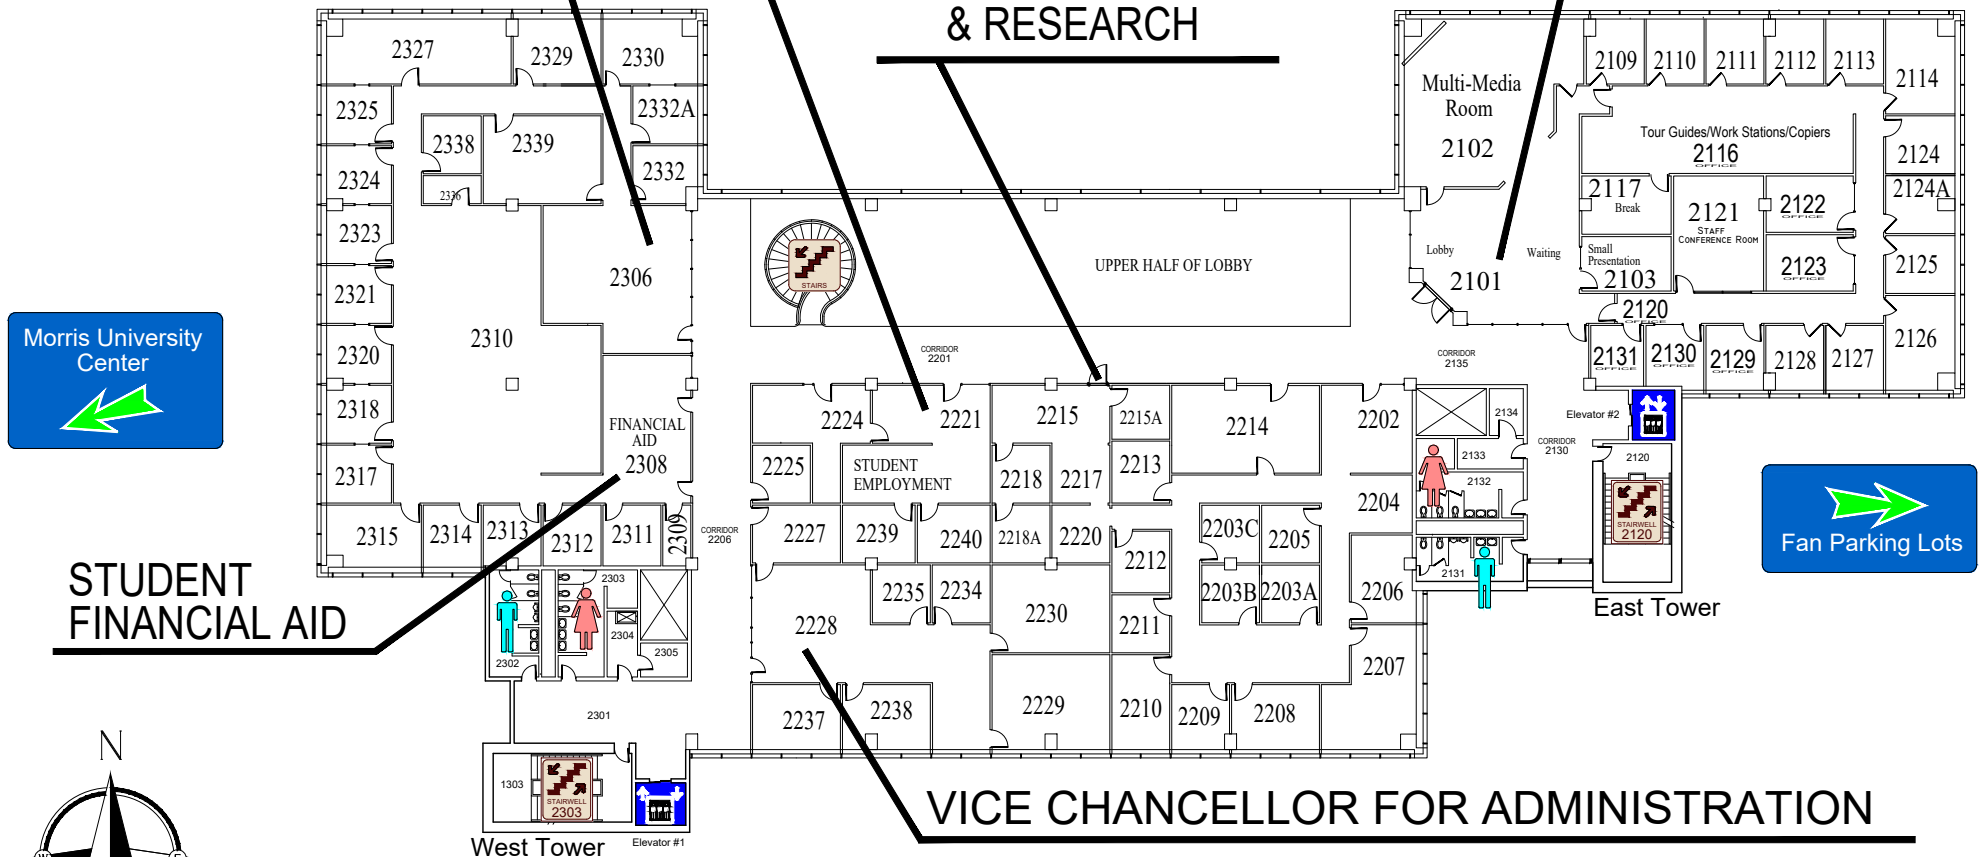 & RESEARCH
2327
2329
2330
2325
2332A
2338
2339
2324
2332
2336
2323
2306
2321
2310
2320
2318
FINANCIAL
AID
2308
2317
2315
2314
2313
2312
2311
2309
Morris University
Center
STUDENT
FINANCIAL AID
2303
2304
2302
2305
2301
1303
STAIRWELL
2303
West Tower
Elevator #1
N
W
E
STAIRS
UPPER HALF OF LOBBY
CORRIDOR
2201
CORRIDOR
2135
CORRIDOR
2206
2224
2221
2215
2215A
2214
2202
2225
STUDENT
EMPLOYMENT
2218
2217
2213
2204
2227
2239
2240
2218A
2220
2203C
2205
2212
2235
2234
2230
2203B
2203A
2206
2228
2211
2207
2237
2238
2229
2210
2209
2208
VICE CHANCELLOR FOR ADMINISTRATION
Multi-Media
Room
2102
2109
2110
2111
2112
2113
2114
Tour Guides/Work Stations/Copiers
2116
OFFICE
2124
2117
Break
2121
STAFF
CONFERENCE ROOM
2122
OFFICE
2124A
Lobby
Waiting
2101
Small
Presentation
2103
2123
OFFICE
2125
2120
OFFICE
2126
2131
OFFICE
2130
OFFICE
2129
OFFICE
2128
2127
2134
Elevator #2
CORRIDOR
2130
2133
2132
2131
2120
STAIRWELL
2120
East Tower
Fan Parking Lots